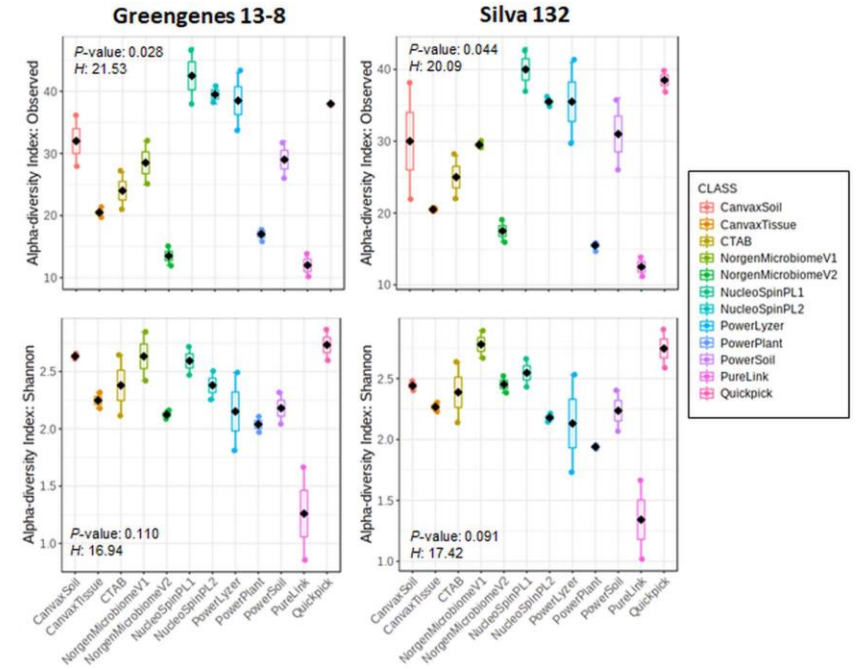 Greengenes 13-8
Silva 132
Alpha-diversity Index: Observed
40
30
20
10
P-value: 0.028
H: 21.53
Alpha-diversity Index: Observed
40
30
20
10
P-value: 0.044
H: 20.09
Alpha-diversity Index: Shannon
2.5
2.0
1.5
1.0
P-value: 0.110
H: 16.94
CanvaxSoil
CanvaxTissue
CTAB
NorgenMicrobiomeV1
NorgenMicrobiomeV2
NucleoSpinPL1
NucleoSpinPL2
PowerLyzer
PowerPlant
PowerSoil
PureLink
Quickpick
Alpha-diversity Index: Shannon
2.5
2.0
1.5
1.0
P-value: 0.091
H: 17.42
CanvaxSoil
CanvaxTissue
CTAB
NorgenMicrobiomeV1
NorgenMicrobiomeV2
NucleoSpinPL1
NucleoSpinPL2
PowerLyzer
PowerPlant
PowerSoil
PureLink
Quickpick
CLASS
CanvaxSoil
CanvaxTissue
CTAB
NorgenMicrobiomeV1
NorgenMicrobiomeV2
NucleoSpinPL1
NucleoSpinPL2
PowerLyzer
PowerPlant
PowerSoil
PureLink
Quickpick